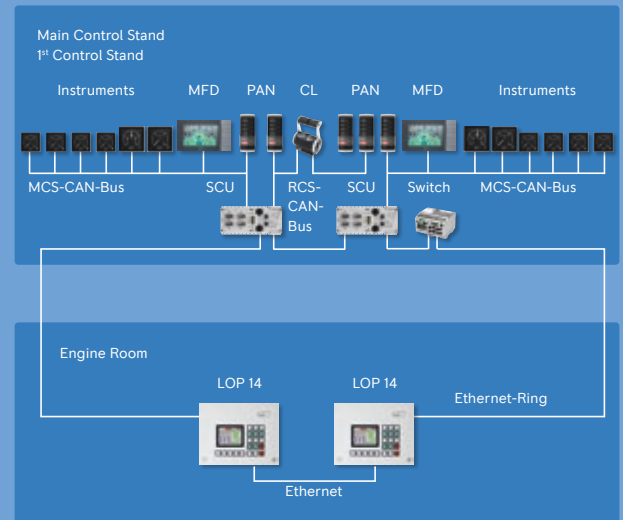 Main Control Stand
1st Control Stand
Instruments
MFD
PAN
CL
PAN
MFD
Instruments
MCS-CAN-Bus
SCU
RCS-
CAN-
Bus
SCU
Switch
MCS-CAN-Bus
Engine Room
LOP 14
LOP 14
Ethernet-Ring
Ethernet